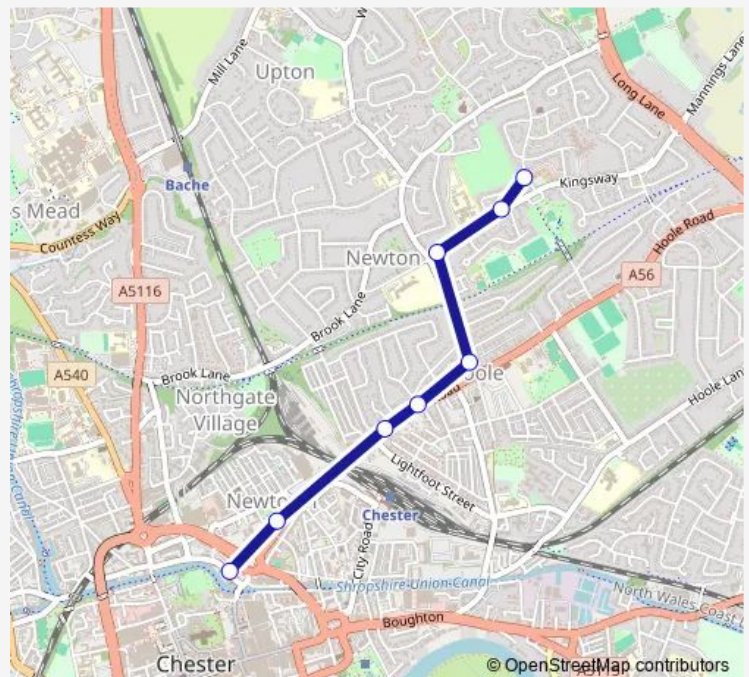 Mill Lane
Upton
Long Lane
Mannings Lane
Bache
Kingsway
s Mead
Countess Way
Hoole Road
Newton
A56
A5116
Brook Lane
Brook Lane
A540
Hoole Lan
Northgate
Village
Lightfoot Street
Chester
City Road
Shropshire Union Canal
North Wales Coast L
Boughton
Chester
© OpenStreetMap contributors